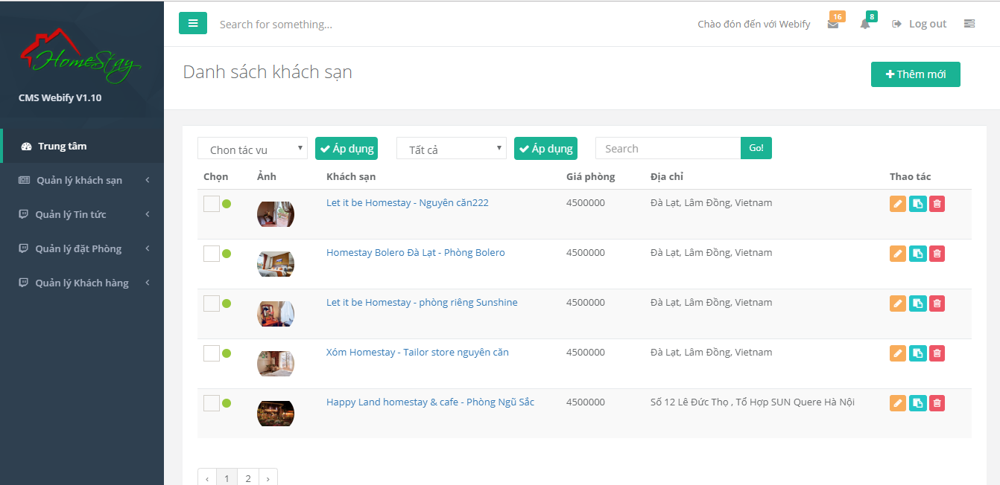 HomeStay
CMS Webify V1.10
Trung tâm
Quản lý khách sạn
Quản lý Tin tức
Quản lý đặt Phòng
Quản lý Khách hàng
Search for something...
Chào đón đến với Webify
16
8
Log out
Danh sách khách sạn
Thêm mới
Chon tác vu
Áp dụng
Tất cả
Áp dụng
Search
Go!
Chọn Ảnh Khách sạn Giá phòng Địa chỉ Thao tác
Let it be Homestay - Nguyên căn222 4500000 Đà Lạt, Lâm Đồng, Vietnam
Homestay Bolero Đà Lạt - Phòng Bolero 4500000 Đà Lạt, Lâm Đồng, Vietnam
Let it be Homestay - phòng riêng Sunshine 4500000 Đà Lạt, Lâm Đồng, Vietnam
Xóm Homestay - Tailor store nguyên căn 4500000 Đà Lạt, Lâm Đồng, Vietnam
Happy Land homestay & cafe - Phòng Ngũ Sắc 4500000 Số 12 Lê Đức Thọ , Tổ Hợp SUN Quere Hà Nội
‹ 1 2 ›